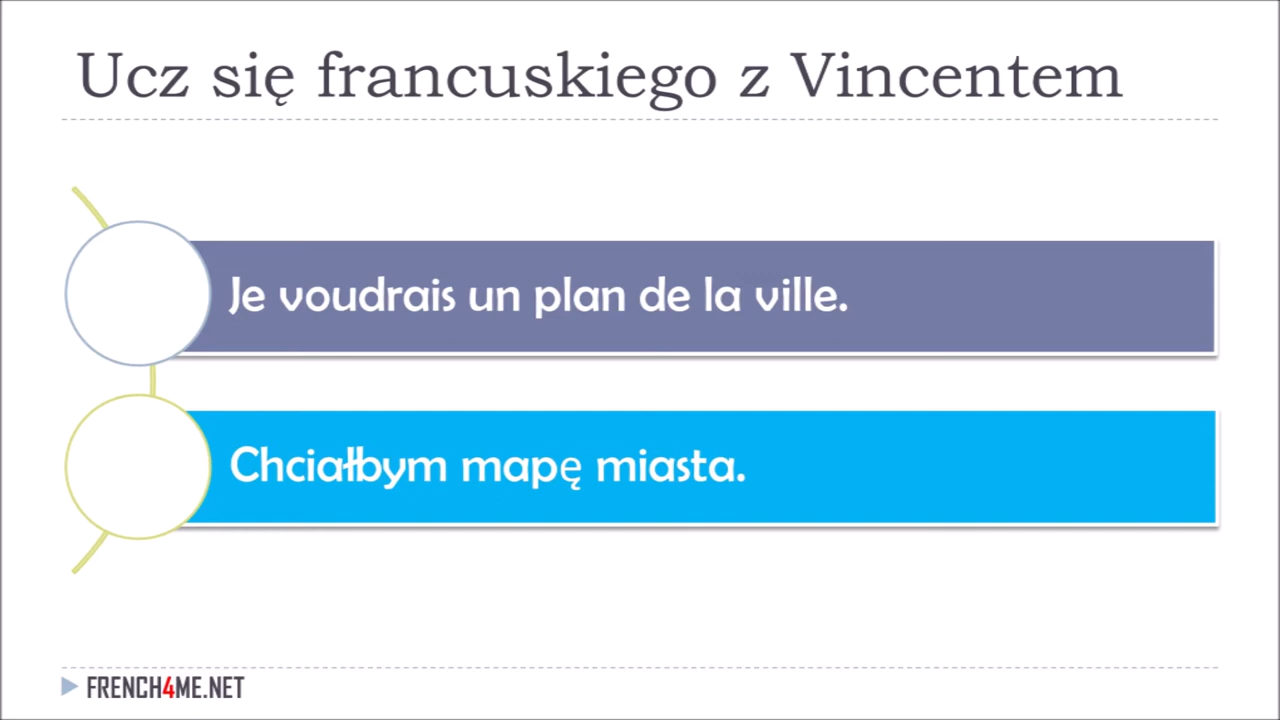 Ucz się francuskiego z Vincentem
Je voudrais un plan de la ville.
Chciałbym mapę miasta.
FRENCH4ME.NET